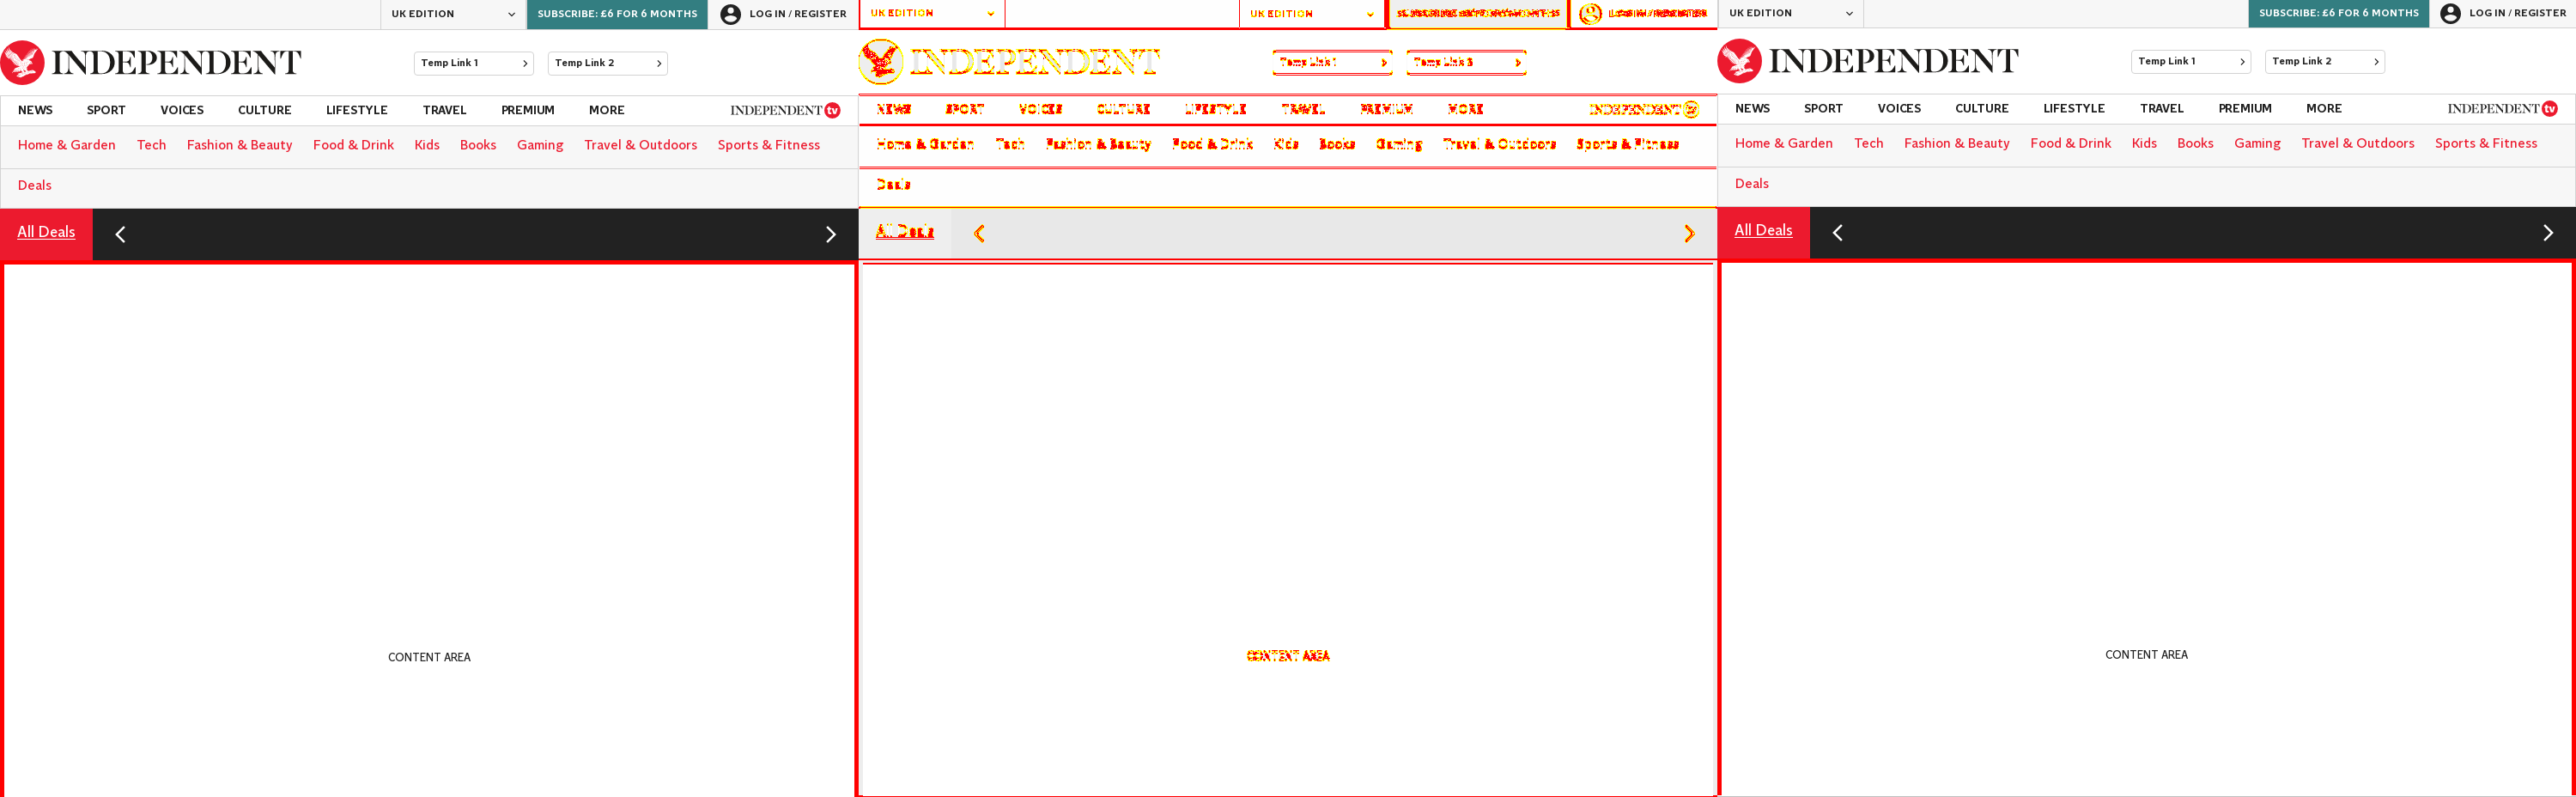 UK EDITION SUBSCRIBE: £6 FOR 6 MONTHS LOG IN / REGISTER
INDEPENDENT Temp Link 1 Temp Link 2
NEWS SPORT VOICES CULTURE LIFESTYLE TRAVEL PREMIUM MORE INDEPENDENT tv
Home & Garden Tech Fashion & Beauty Food & Drink Kids Books Gaming Travel & Outdoors Sports & Fitness
Deals
All Deals
CONTENT AREA
UK EDITION UK EDITION
INDEPENDENT Temp Link 1
NEWS SPORT VOICES CULTURE LIFESTYLE TRAVEL PREMIUM MORE INDEPENDENT
Home & Garden Tech Fashion & Beauty Food & Drink Kids Books Gaming Travel & Outdoors Sports & Fitness
Deals
All Deals
CONTENT AREA
UK EDITION SUBSCRIBE: £6 FOR 6 MONTHS LOG IN / REGISTER
INDEPENDENT Temp Link 1 Temp Link 2
NEWS SPORT VOICES CULTURE LIFESTYLE TRAVEL PREMIUM MORE INDEPENDENT tv
Home & Garden Tech Fashion & Beauty Food & Drink Kids Books Gaming Travel & Outdoors Sports & Fitness
Deals
All Deals
CONTENT AREA